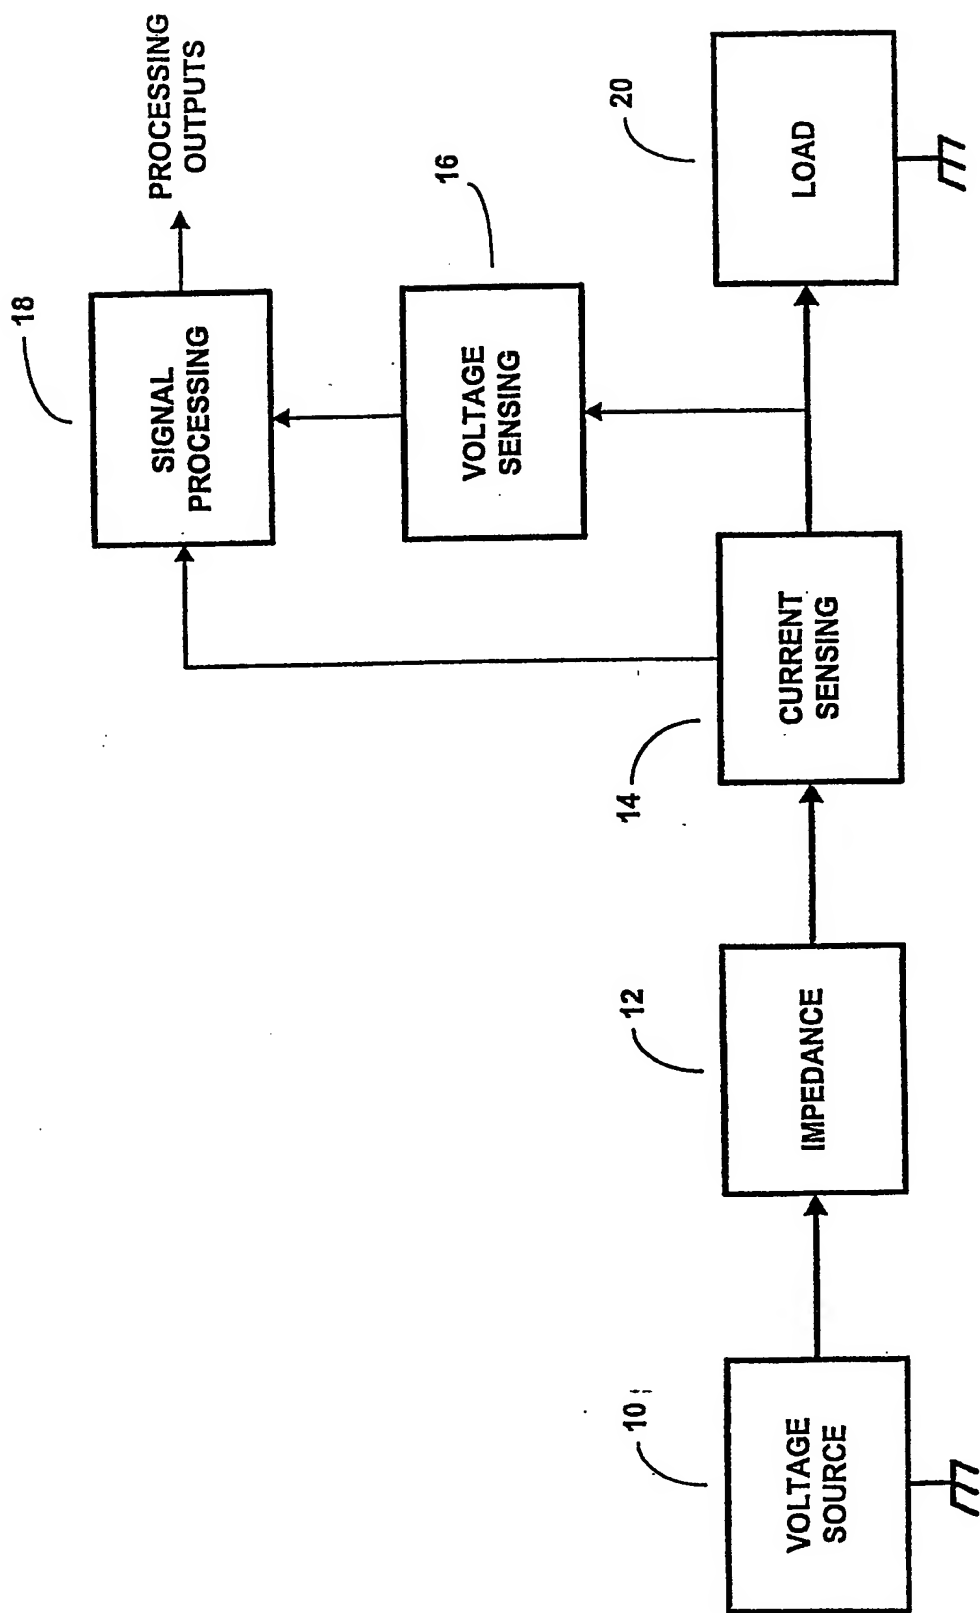 PROCESSING
OUTPUTS
18
SIGNAL
PROCESSING
16
VOLTAGE
SENSING
20
LOAD
14
CURRENT
SENSING
12
IMPEDANCE
10
VOLTAGE
SOURCE